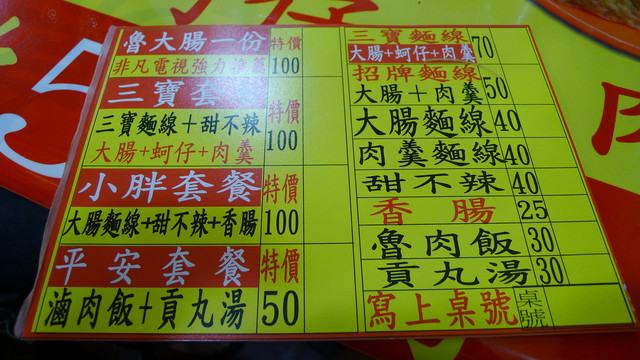 魯大腸一份 特價
非凡電視強力推薦 100
三寶套餐 特價
三寶麵線+甜不辣 100
大腸+蚵仔+肉羹
小胖套餐 特價
大腸麵線+甜不辣+香腸 100
平安套餐 特價
滷肉飯+貢丸湯 50
三寶麵線 70
大腸+蚵仔+肉羹
招牌麵線 50
大腸+肉羹
大腸麵線 40
肉羹麵線 40
甜不辣 40
香腸 25
魯肉飯 30
貢丸湯 30
寫上桌號 桌號
5